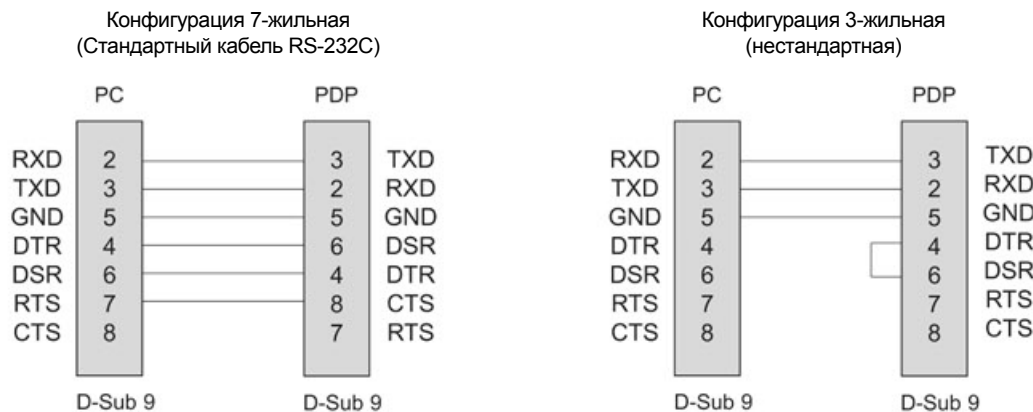 Конфигурация 7-жильная
(Стандартный кабель RS-232C)
PC PDP
RXD 2 3 TXD
TXD 3 2 RXD
GND 5 5 GND
DTR 4 6 DSR
DSR 6 4 DTR
RTS 7 8 CTS
CTS 8 7 RTS
D-Sub 9 D-Sub 9
Конфигурация 3-жильная
(нестандартная)
PC PDP
RXD 2 3 TXD
TXD 3 2 RXD
GND 5 5 GND
DTR 4 4 DTR
DSR 6 6 DSR
RTS 7 7 RTS
CTS 8 8 CTS
D-Sub 9 D-Sub 9